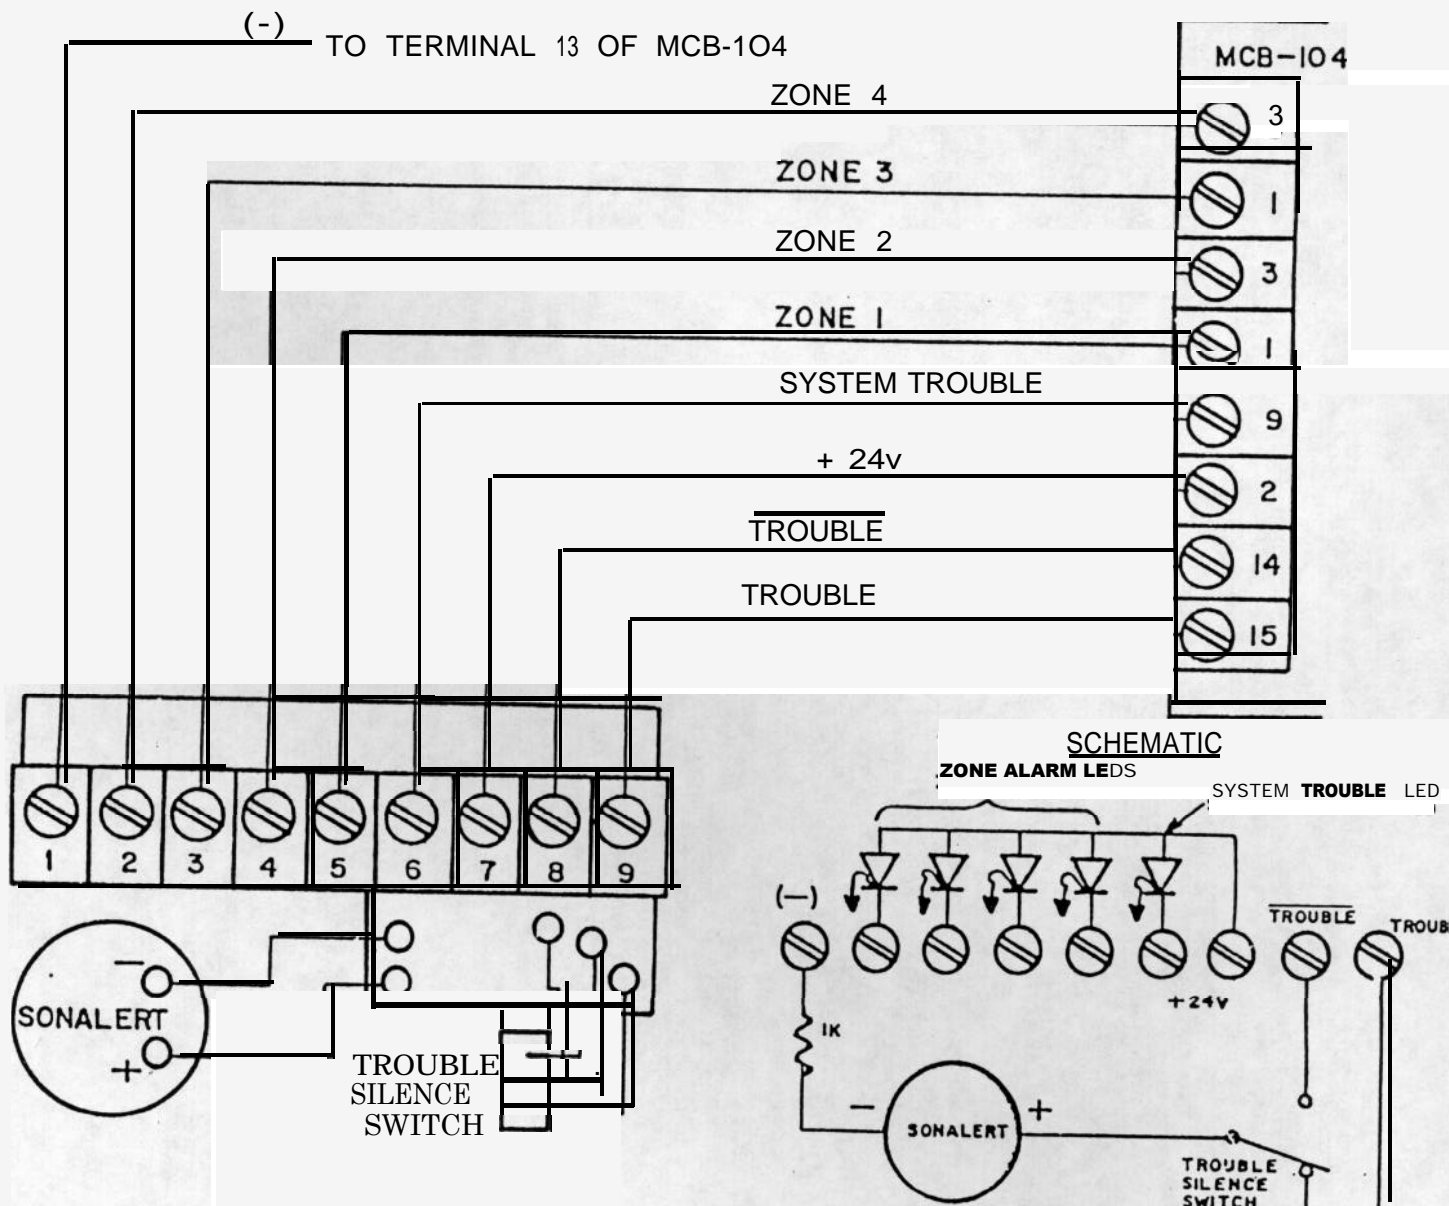 (-)
TO TERMINAL 13 OF MCB-1O4
MCB-104
ZONE 4
3
ZONE 3
1
ZONE 2
3
ZONE 1
1
SYSTEM TROUBLE
9
+ 24v
2
TROUBLE
14
TROUBLE
15
1 2 3 4 5 6 7 8 9
SONALERT
-
+
TROUBLE
SILENCE
SWITCH
SCHEMATIC
ZONE ALARM LEDS
SYSTEM TROUBLE LED
(-)
TROUBLE
TROUB
+24V
1K
-
SONALERT
+
TROUBLE
SILENCE
SWITCH